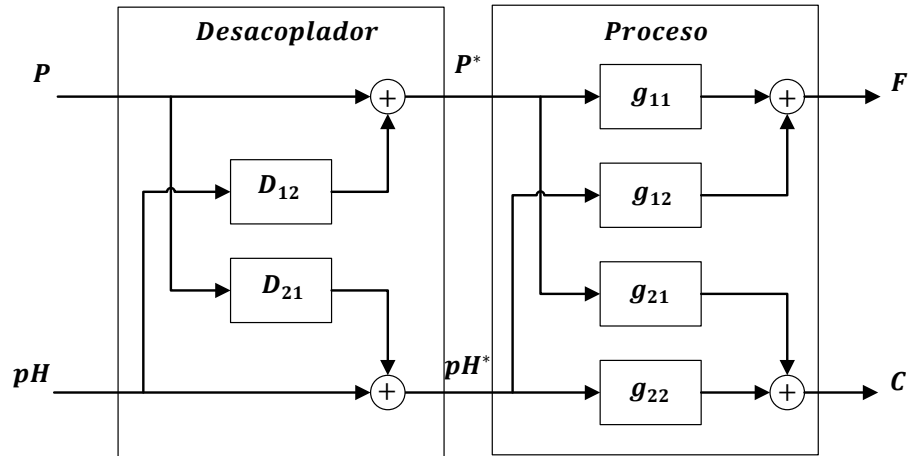 Desacoplador
Proceso
P
P*
g11
+
+
F
D12
g12
D21
g21
pH
pH*
+
g22
+
C